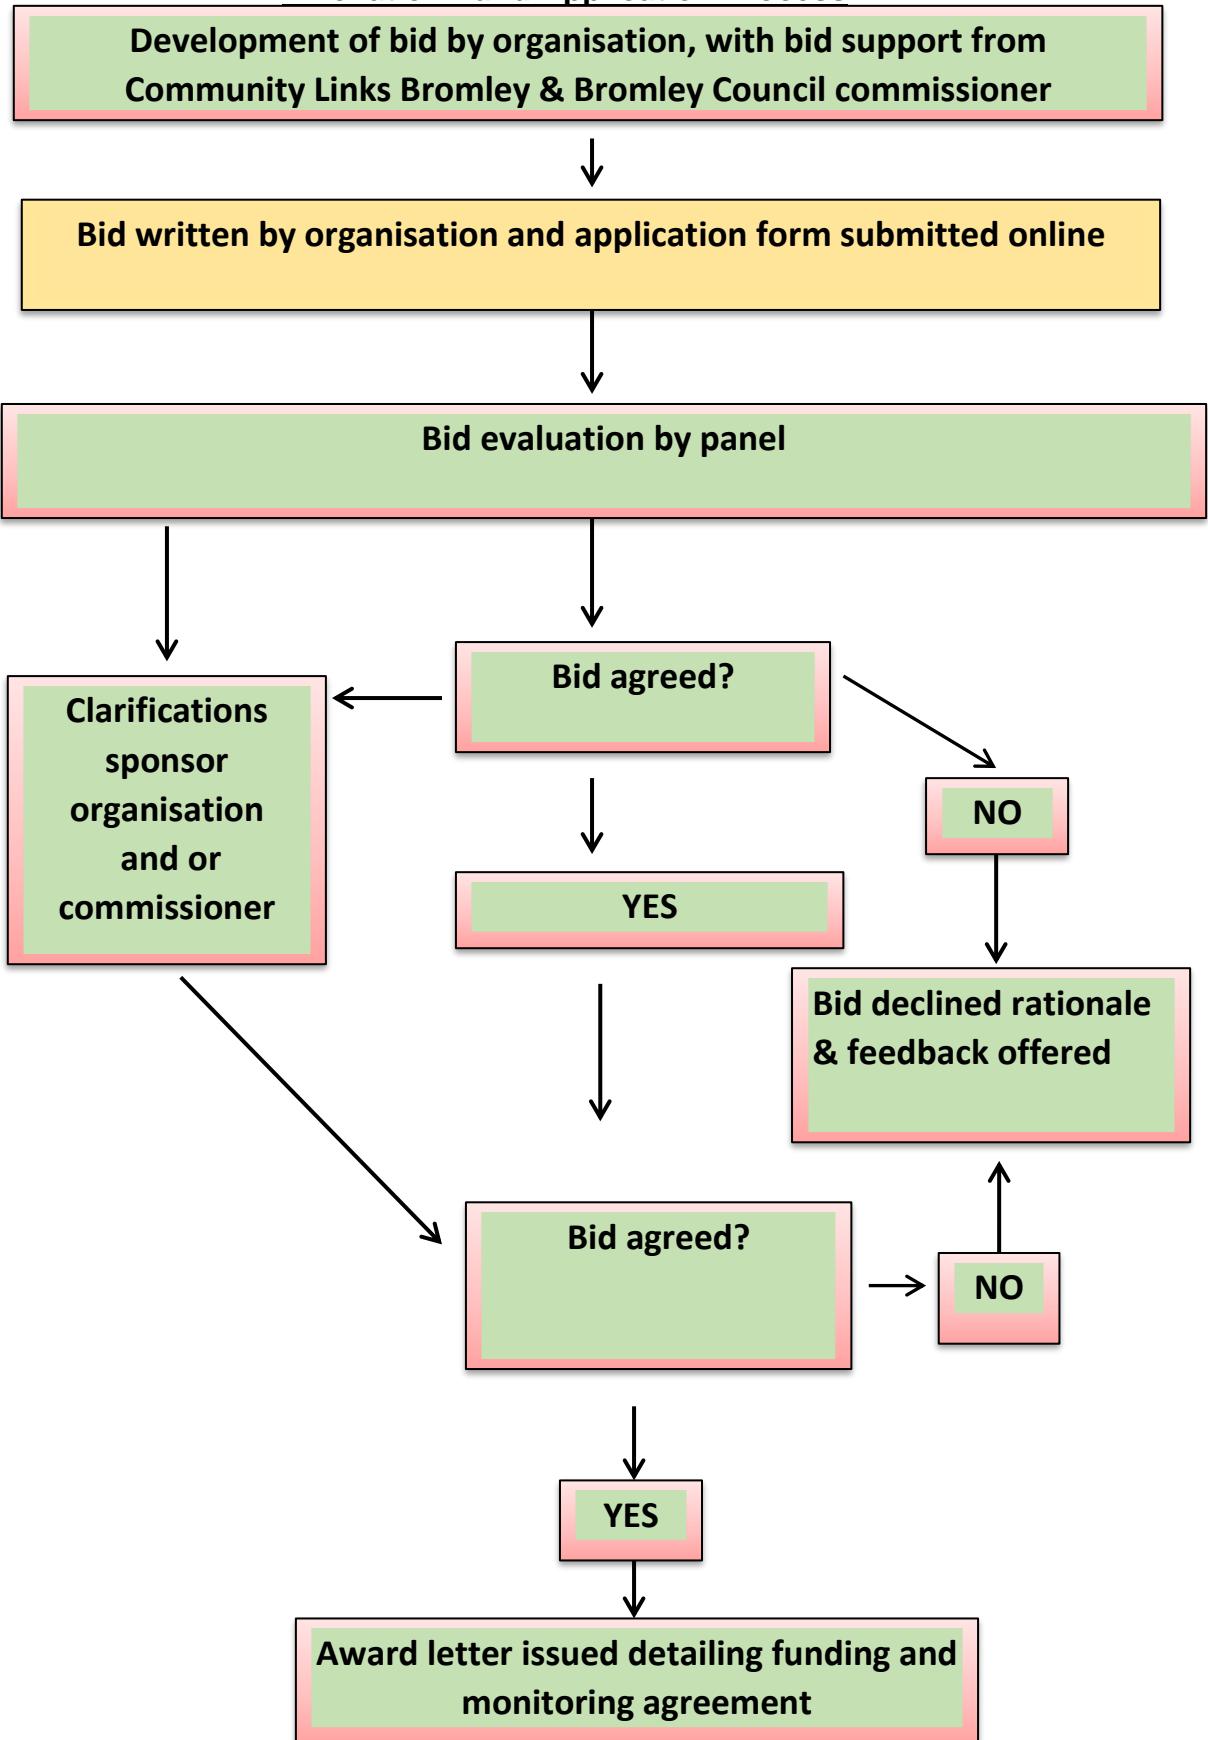 Development of bid by organisation, with bid support from
Community Links Bromley & Bromley Council commissioner
Bid written by organisation and application form submitted online
Bid evaluation by panel
Bid agreed?
Clarifications
sponsor
organisation
and or
commissioner
NO
YES
Bid declined rationale
& feedback offered
Bid agreed?
NO
YES
Award letter issued detailing funding and
monitoring agreement